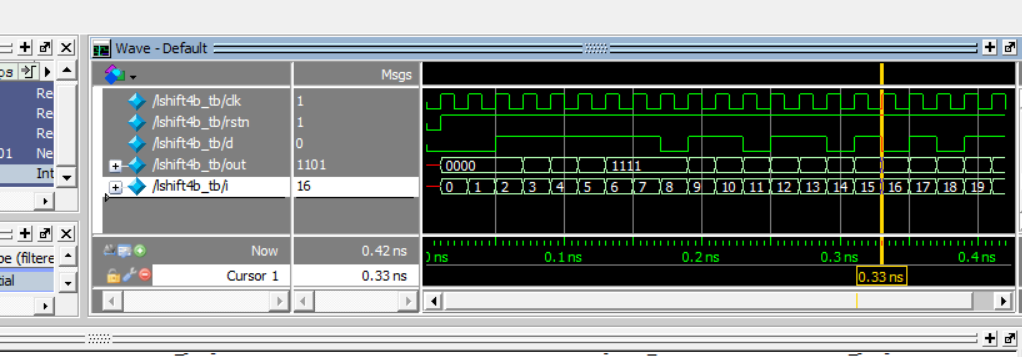 Wave - Default
ps
Msgs
Re
/lshift4b_tb/clk 1
Re
/lshift4b_tb/rstn 1
Re
/lshift4b_tb/d 0
01 Ne
/lshift4b_tb/out 1101 0000 1111
Int
/lshift4b_tb/i 16 0 1 2 3 4 5 6 7 8 9 10 11 12 13 14 15 16 17 18 19
pe (filtere
Now 0.42 ns ns 0.1 ns 0.2 ns 0.3 ns 0.4 ns
tial
Cursor 1 0.33 ns 0.33 ns